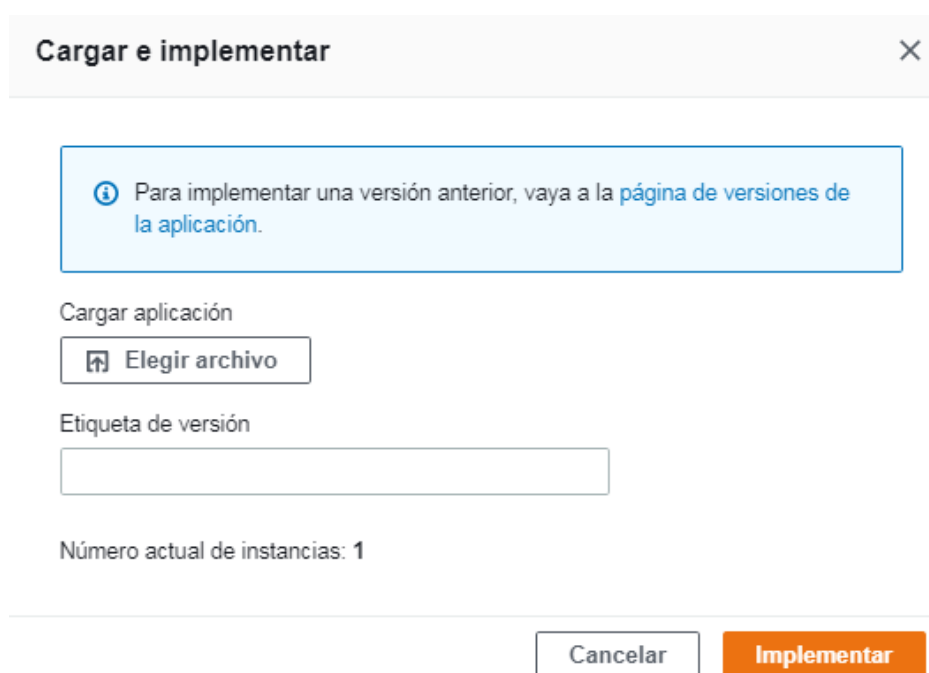 Cargar e implementar
Para implementar una versión anterior, vaya a la página de versiones de
la aplicación.
Cargar aplicación
Elegir archivo
Etiqueta de versión
Número actual de instancias: 1
Cancelar
Implementar